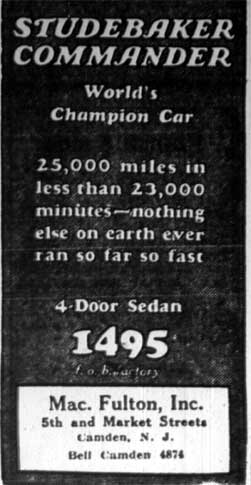 STUDEBAKER
COMMANDER
World's
Champion Car
25,000 miles in
less than 23,000
minutes—nothing
else on earth ever
ran so far so fast
4-Door Sedan
1495
f. o. b. factory
Mac. Fulton, Inc.
5th and Market Streets
Camden, N. J.
Bell Camden 4874